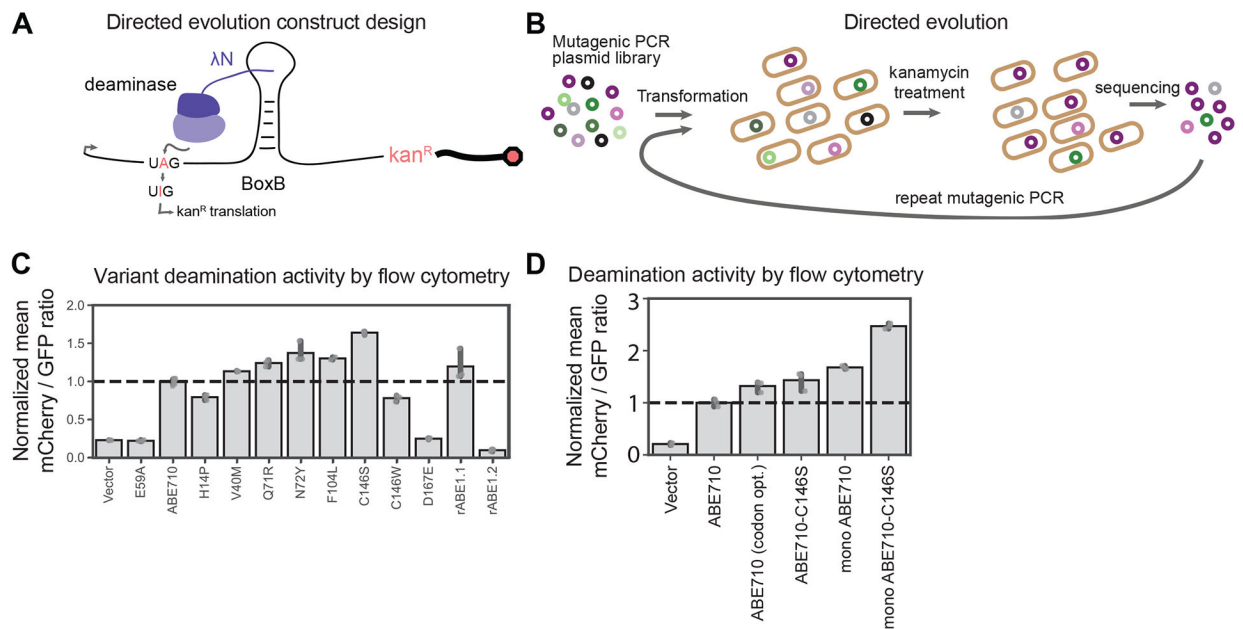 A
Directed evolution construct design
λN
deaminase
UAG
UIG
kanR translation
BoxB
kanR
B
Directed evolution
Mutagenic PCR
plasmid library
Transformation
kanamycin
treatment
sequencing
repeat mutagenic PCR
C
Variant deamination activity by flow cytometry
Normalized mean
mCherry / GFP ratio
2.0
1.5
1.0
0.5
0.0
Vector
E59A
ABE710
H14P
V40M
Q71R
N72Y
F104L
C146S
C146W
D167E
rABE1.1
rABE1.2
D
Deamination activity by flow cytometry
Normalized mean
mCherry / GFP ratio
3
2
1
0
Vector
ABE710
ABE710 (codon opt.)
ABE710-C146S
mono ABE710
mono ABE710-C146S